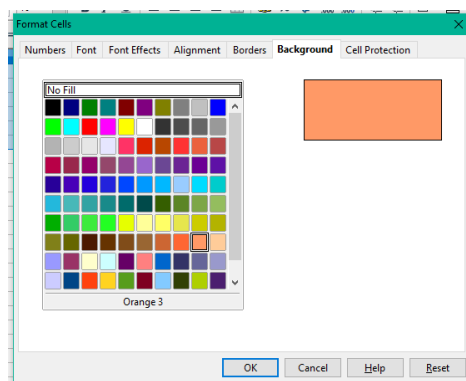 Format Cells
Numbers Font Font Effects Alignment Borders Background Cell Protection
No Fill
Orange 3
OK Cancel Help Reset